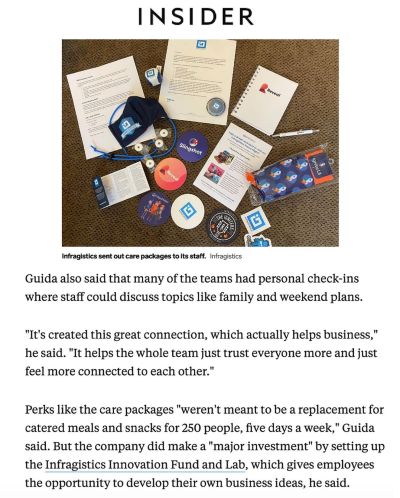 INSIDER
Slingshot
Reveal
Infragistics sent out care packages to its staff. Infragistics
Guida also said that many of the teams had personal check-ins
where staff could discuss topics like family and weekend plans.
"It's created this great connection, which actually helps business,"
he said. "It helps the whole team just trust everyone more and just
feel more connected to each other."
Perks like the care packages "weren't meant to be a replacement for
catered meals and snacks for 250 people, five days a week," Guida
said. But the company did make a "major investment" by setting up
the Infragistics Innovation Fund and Lab, which gives employees
the opportunity to develop their own business ideas, he said.